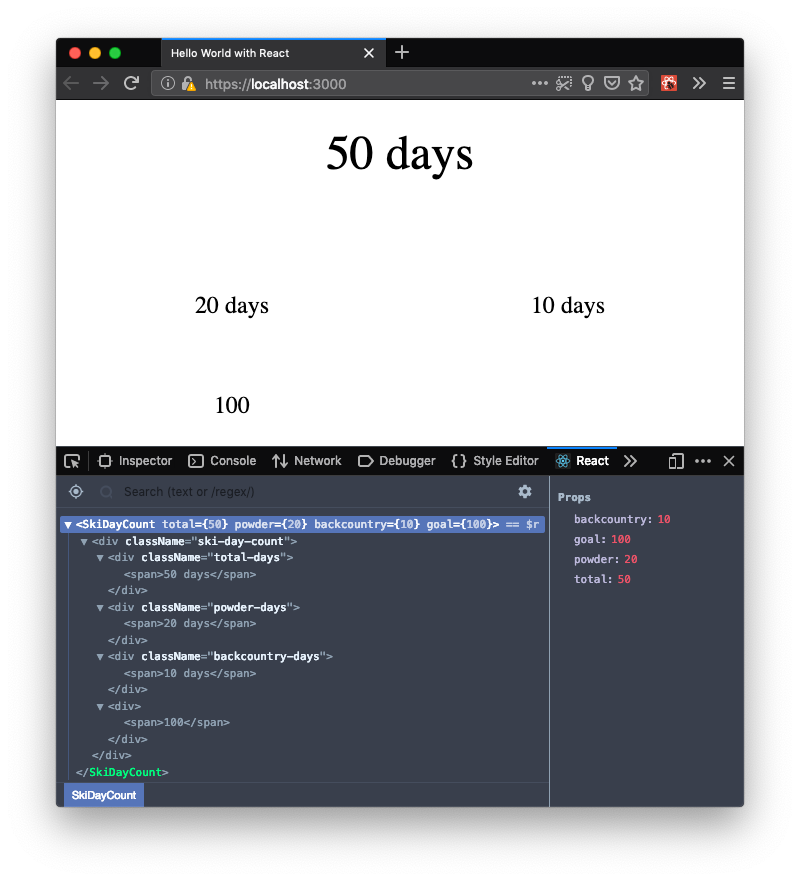 Hello World with React
https://localhost:3000
50 days
20 days 10 days
100
Inspector Console Network Debugger Style Editor React
Search (text or /regex/)
<SkiDayCount total={50} powder={20} backcountry={10} goal={100}> == $r
<div className="ski-day-count">
<div className="total-days">
<span>50 days</span>
</div>
<div className="powder-days">
<span>20 days</span>
</div>
<div className="backcountry-days">
<span>10 days</span>
</div>
<div>
<span>100</span>
</div>
</div>
</SkiDayCount>
SkiDayCount
Props
backcountry: 10
goal: 100
powder: 20
total: 50